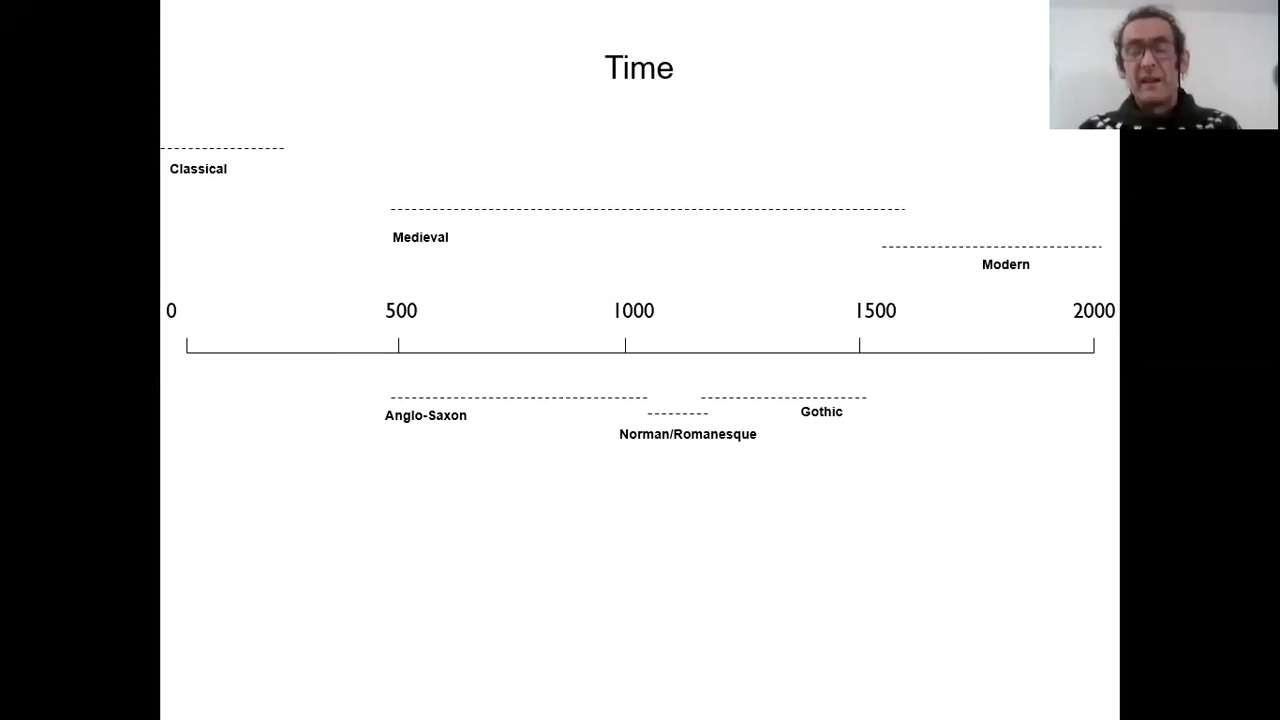 Time
Classical
Medieval
Modern
0 500 1000 1500 2000
Anglo-Saxon
Gothic
Norman/Romanesque